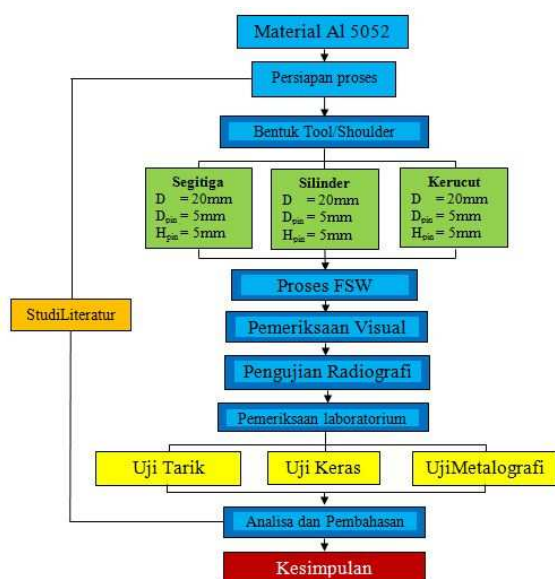 Material Al 5052
Persiapan proses
Bentuk Tool/Shoulder
Segitiga
D = 20mm
Dpin = 5mm
Hpin = 5mm
Silinder
D = 20mm
Dpin = 5mm
Hpin = 5mm
Kerucut
D = 20mm
Dpin = 5mm
Hpin = 5mm
Proses FSW
StudiLiteratur
Pemeriksaan Visual
Pengujian Radiografi
Pemeriksaan laboratorium
Uji Tarik
Uji Keras
UjiMetalografi
Analisa dan Pembahasan
Kesimpulan